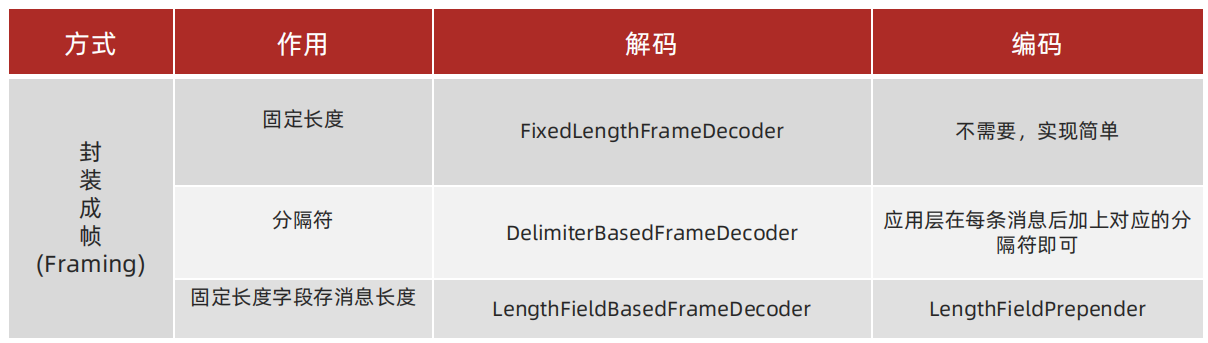 方式
作用
解码
编码
封
装
成
帧
(Framing)
固定长度
FixedLengthFrameDecoder
不需要，实现简单
分隔符
DelimiterBasedFrameDecoder
应用层在每条消息后加上对应的分
隔符即可
固定长度字段存消息长度
LengthFieldBasedFrameDecoder
LengthFieldPrepender